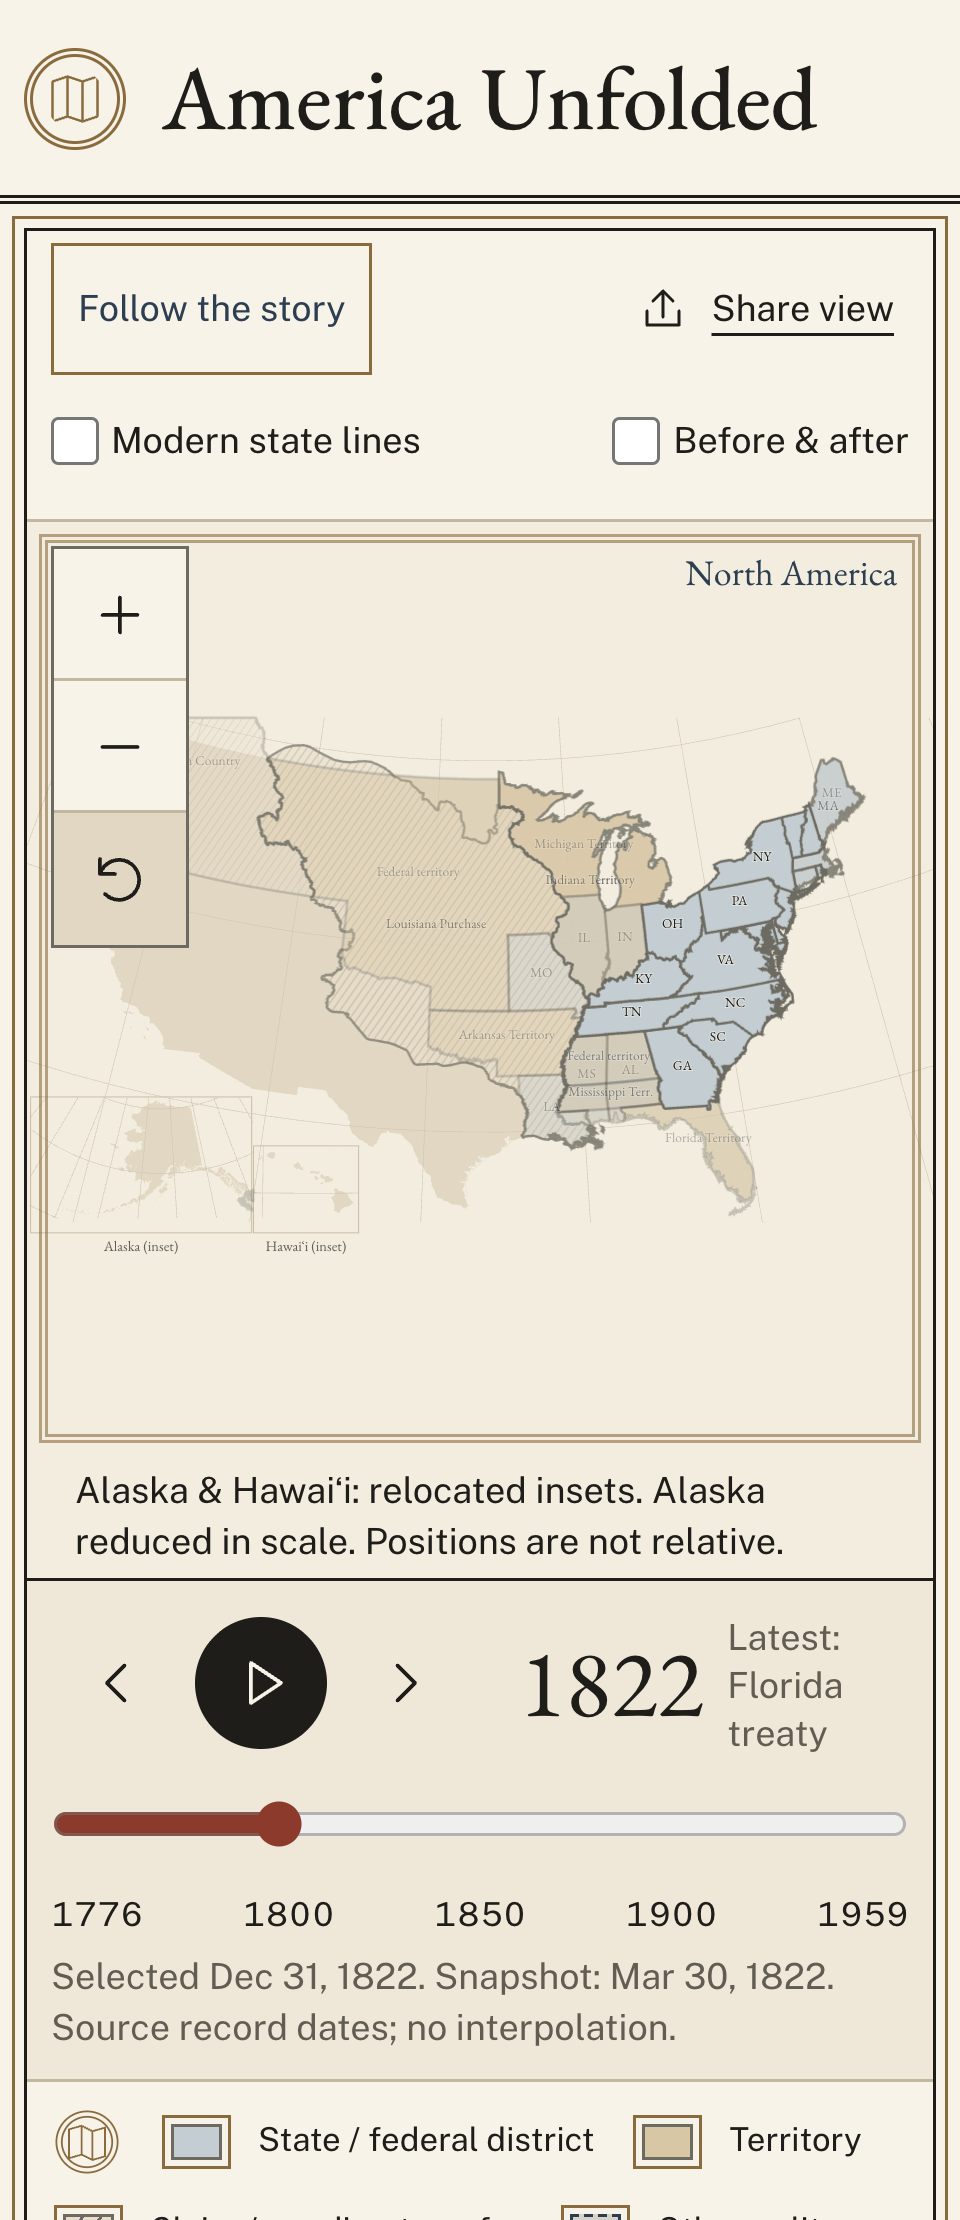 America Unfolded
Follow the story
Share view
Modern state lines
Before & after
North America
Country
ME
MA
Michigan Territory
NY
Federal territory
Indiana Territory
PA
Louisiana Purchase
OH
IL
IN
VA
MO
KY
NC
TN
Arkansas Territory
SC
Federal territory
GA
MS
AL
Mississippi Terr.
LA
Florida Territory
Alaska (inset)
Hawaiʻi (inset)
Alaska & Hawaiʻi: relocated insets. Alaska
reduced in scale. Positions are not relative.
1822
Latest:
Florida
treaty
1776 1800 1850 1900 1959
Selected Dec 31, 1822. Snapshot: Mar 30, 1822.
Source record dates; no interpolation.
State / federal district
Territory